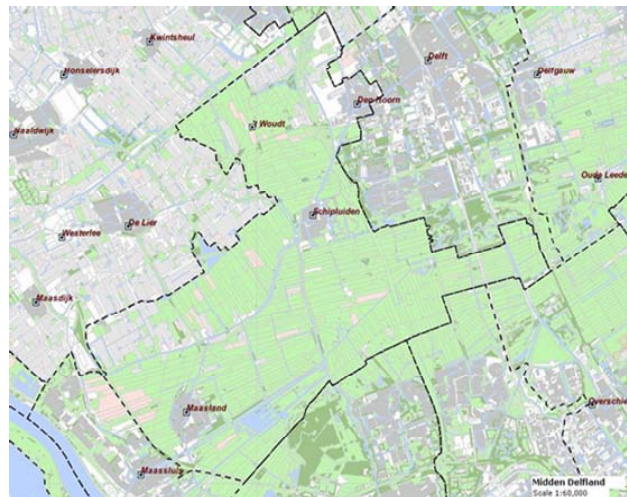 Kwintsheul
Delft
Honselersdijk
Delfgauw
Den Hoorn
't Woudt
Naaldwijk
Oude Leede
Schipluiden
De Lier
Westerlee
Maasdijk
Maasland
Overschie
Maassluis
Midden Delfland
Scale 1:60,000